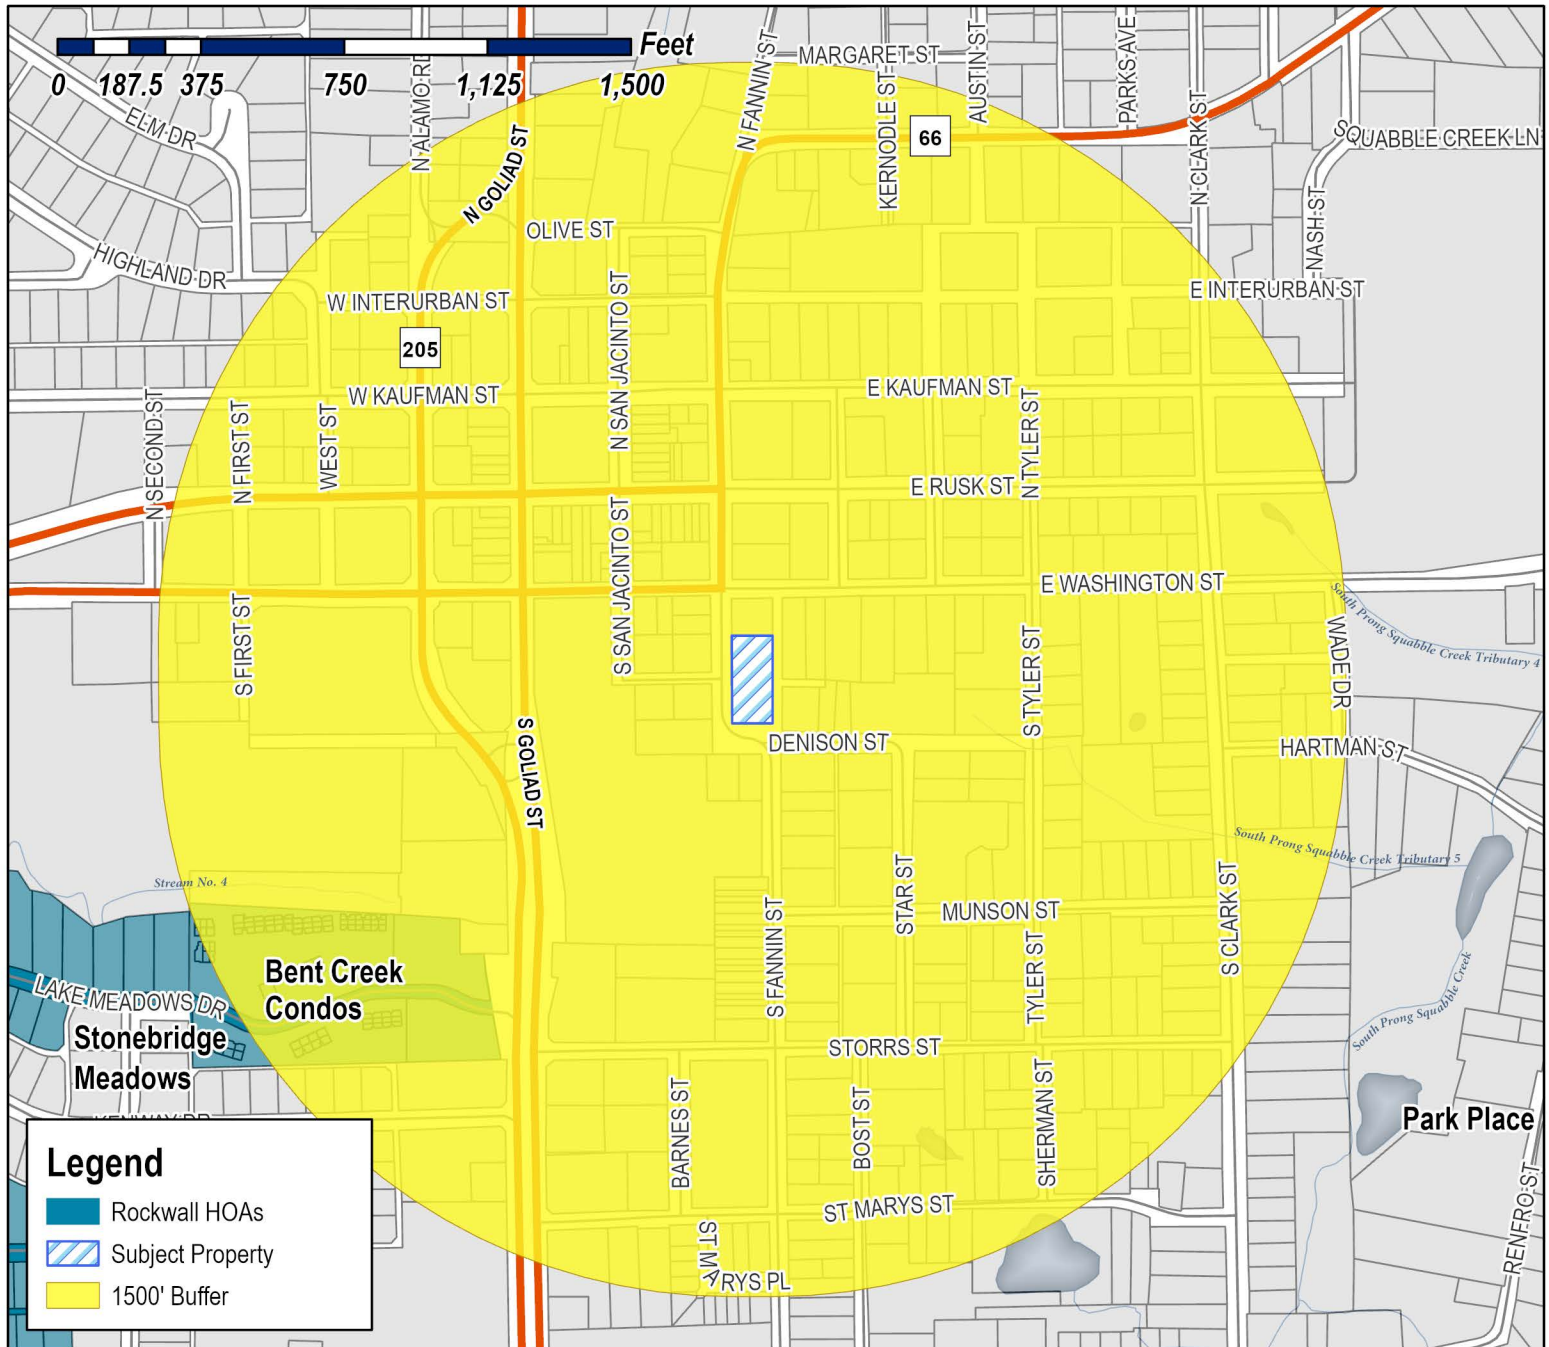 Feet
0 187.5 375 750 1,125 1,500
MARGARET ST
N FANNIN ST
AUSTIN ST
PARKS AVE
N ALAMO RD
KERNODLE ST
N CLARK ST
ELM DR
66
SQUABBLE CREEK LN
N GOLIAD ST
NASH ST
OLIVE ST
HIGHLAND DR
W INTERURBAN ST
E INTERURBAN ST
N SAN JACINTO ST
205
W KAUFMAN ST
E KAUFMAN ST
N SECOND ST
N FIRST ST
WEST ST
N TYLER ST
E RUSK ST
S SAN JACINTO ST
E WASHINGTON ST
South Prong Squabble Creek Tributary 4
S FIRST ST
S TYLER ST
WADE DR
S GOLIAD ST
DENISON ST
HARTMAN ST
South Prong Squabble Creek Tributary 5
Stream No. 4
STAR ST
S CLARK ST
MUNSON ST
S FANNIN ST
TYLER ST
South Prong Squabble Creek
Bent Creek
Condos
LAKE MEADOWS DR
Stonebridge
Meadows
STORRS ST
BARNES ST
BOST ST
SHERMAN ST
Park Place
KENWAY DR
RENFRO ST
ST MARYS ST
ST MARYS PL
Legend
Rockwall HOAs
Subject Property
1500' Buffer